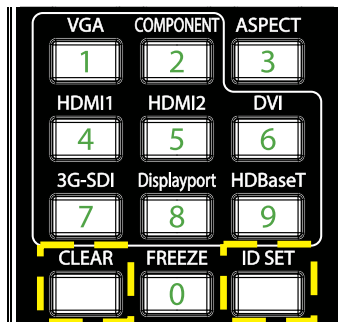 VGA COMPONENT ASPECT
1 2 3
HDMI1 HDMI2 DVI
4 5 6
3G-SDI Displayport HDBaseT
7 8 9
CLEAR FREEZE ID SET
0